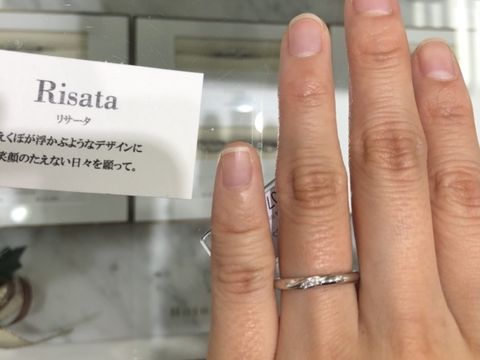 Risata
リサータ
えくぼが浮かぶようなデザインに
笑顔のたえない日々を願って。